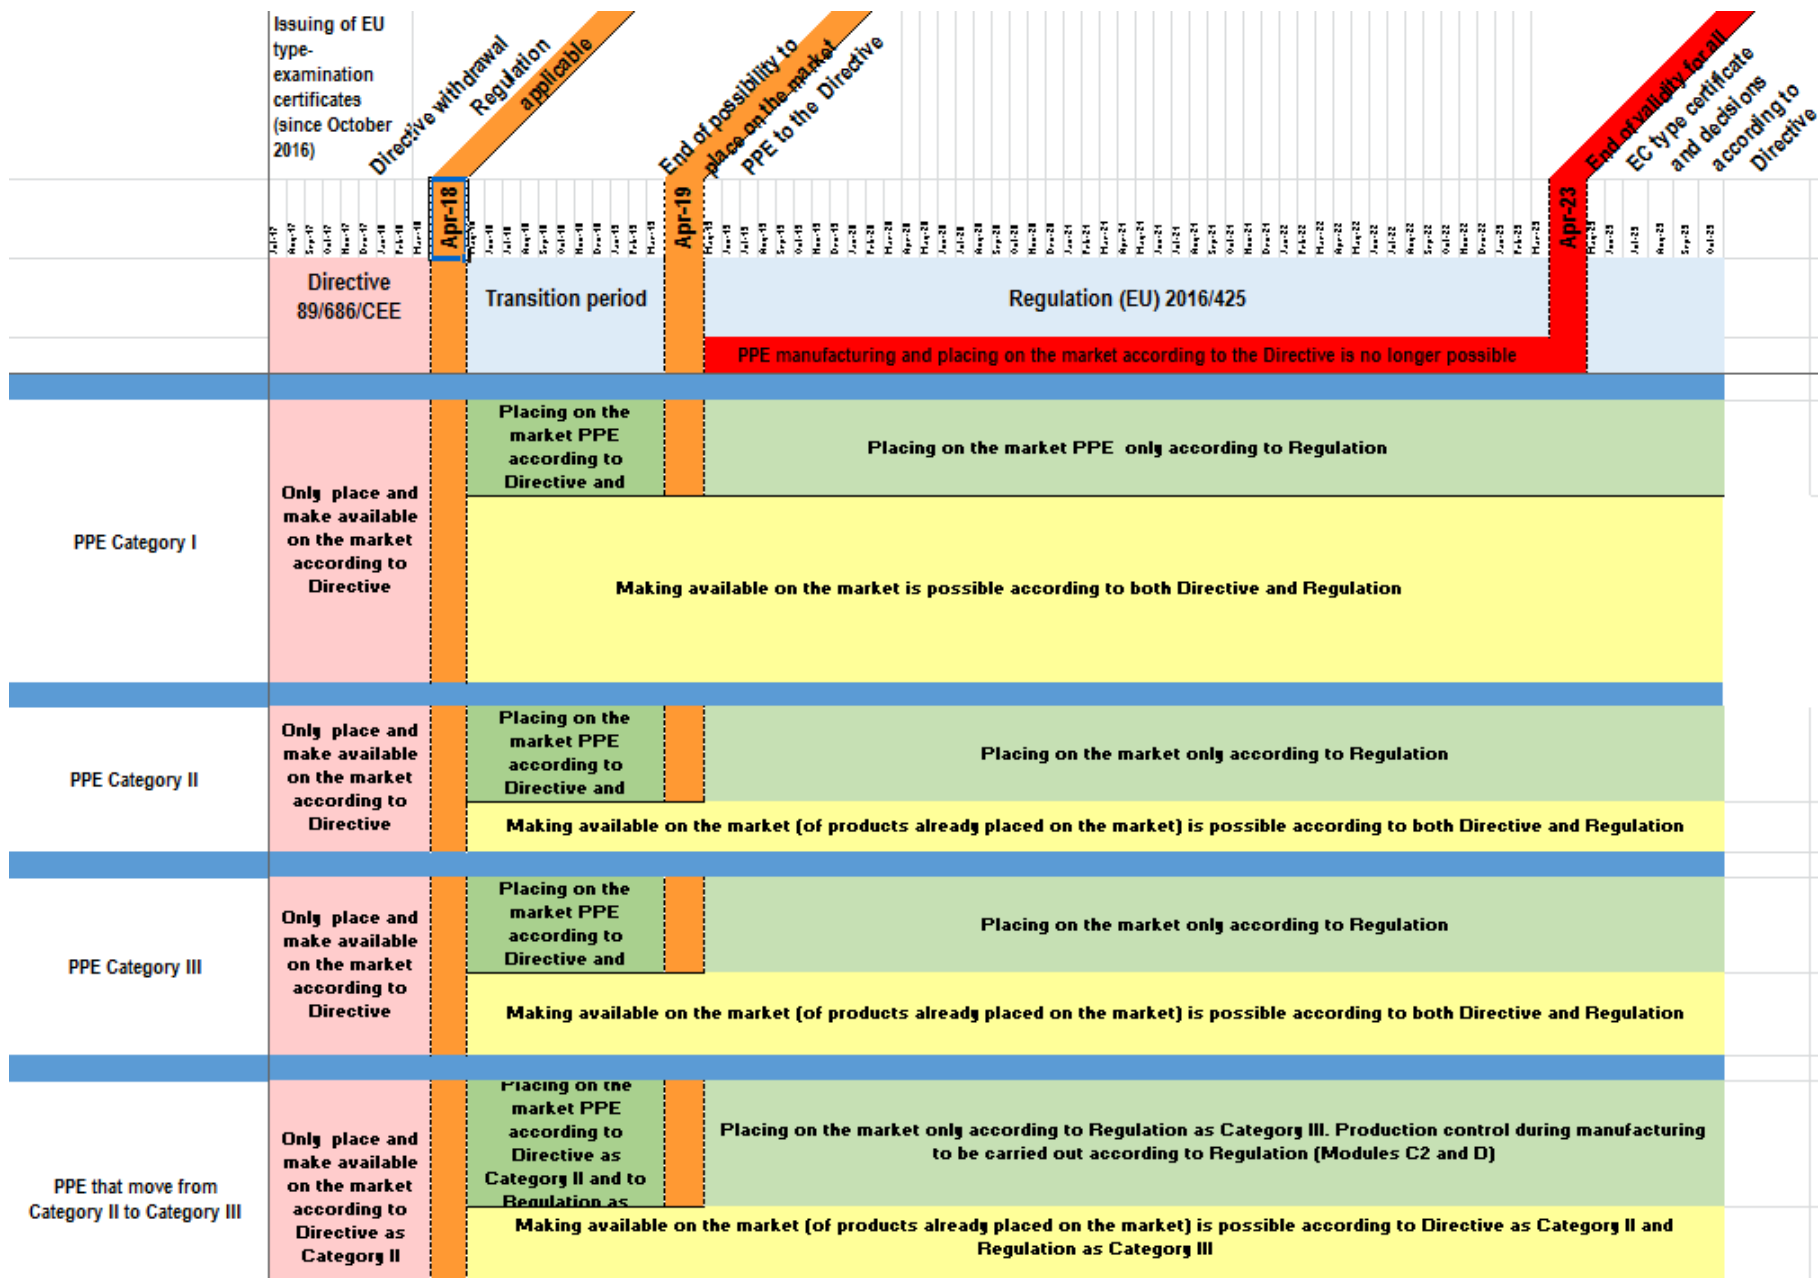 Issuing of EU
type-
examination
certificates
(since October
2016)
Directive withdrawal
Regulation
applicable
End of possibility to
place on the market
PPE to the Directive
End of validity for all
EC type certificate
and decisions
according to
Directive
Apr-18
Apr-19
Apr-23
Directive
89/686/CEE
Transition period
Regulation (EU) 2016/425
PPE manufacturing and placing on the market according to the Directive is no longer possible
PPE Category I
Only place and
make available
on the market
according to
Directive
Placing on the
market PPE
according to
Directive and
Placing on the market PPE only according to Regulation
Making available on the market is possible according to both Directive and Regulation
PPE Category II
Only place and
make available
on the market
according to
Directive
Placing on the
market PPE
according to
Directive and
Placing on the market only according to Regulation
Making available on the market (of products already placed on the market) is possible according to both Directive and Regulation
PPE Category III
Only place and
make available
on the market
according to
Directive
Placing on the
market PPE
according to
Directive and
Placing on the market only according to Regulation
Making available on the market (of products already placed on the market) is possible according to both Directive and Regulation
PPE that move from
Category II to Category III
Only place and
make available
on the market
according to
Directive as
Category II
Placing on the
market PPE
according to
Directive as
Category II and to
Regulation as
Placing on the market only according to Regulation as Category III. Production control during manufacturing
to be carried out according to Regulation (Modules C2 and D)
Making available on the market (of products already placed on the market) is possible according to Directive as Category II and
Regulation as Category III